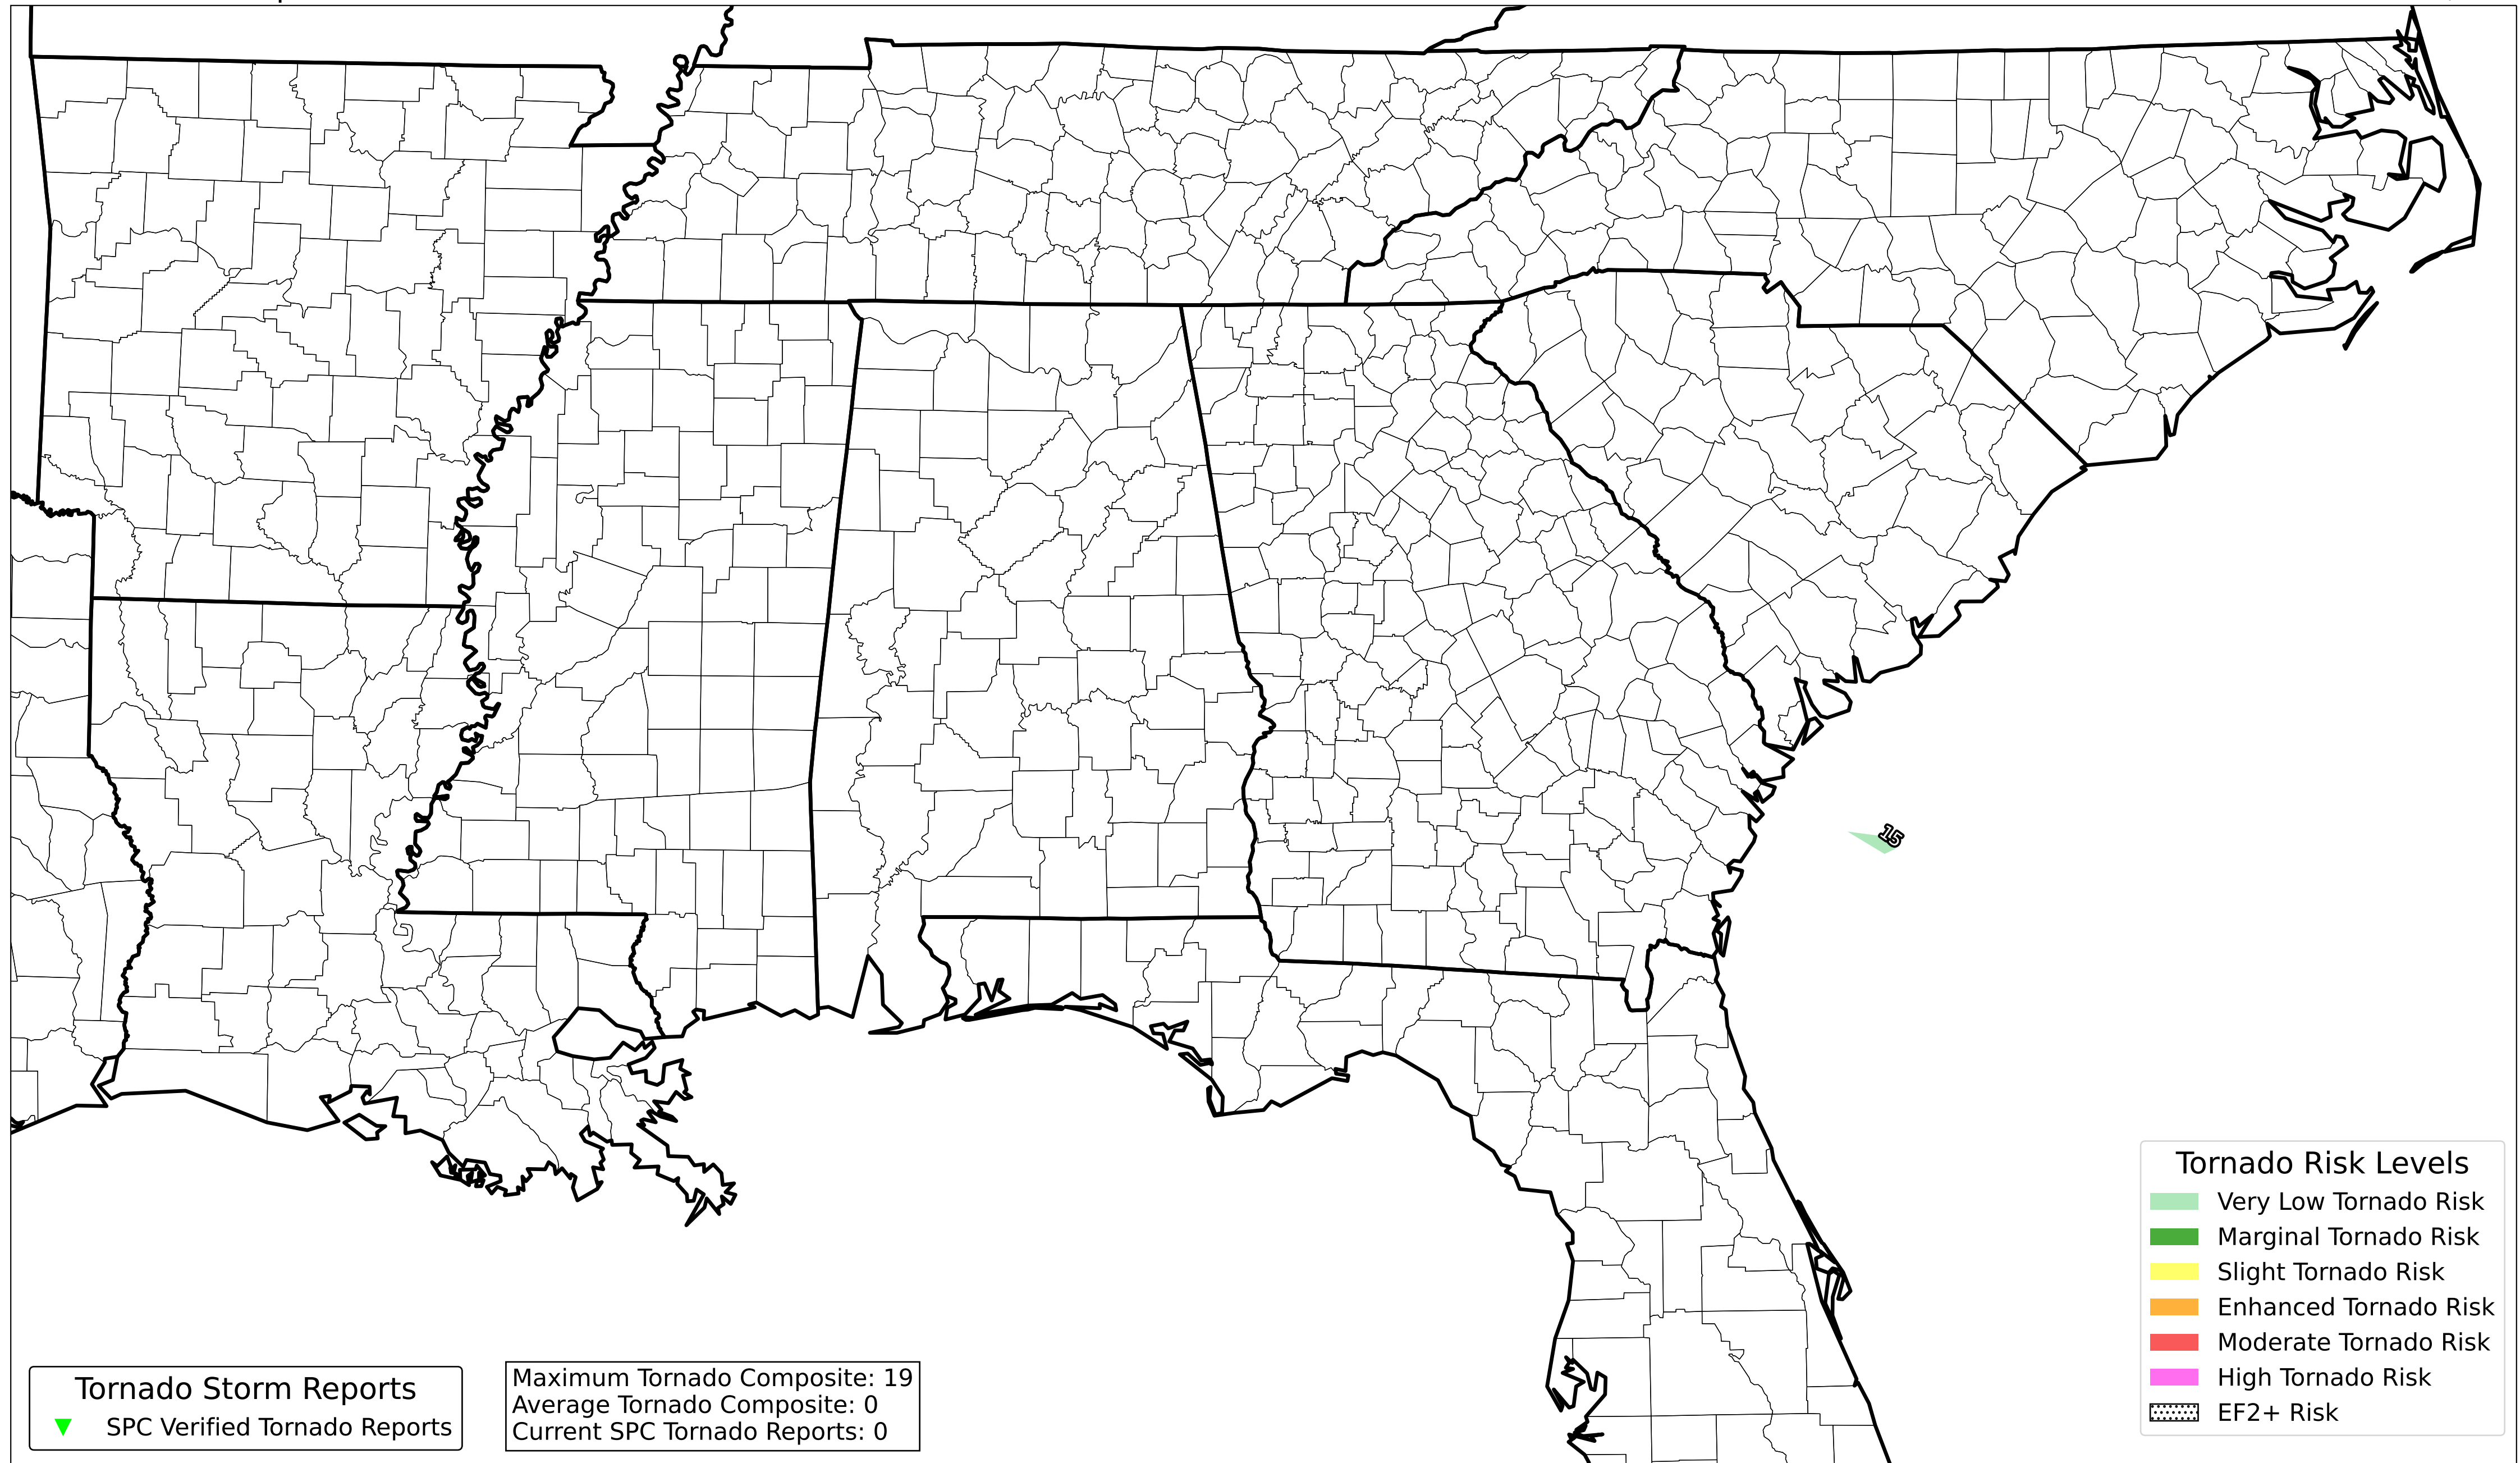 15
Tornado Risk Levels
Very Low Tornado Risk
Marginal Tornado Risk
Slight Tornado Risk
Enhanced Tornado Risk
Moderate Tornado Risk
High Tornado Risk
EF2+ Risk
Tornado Storm Reports
SPC Verified Tornado Reports
Maximum Tornado Composite: 19
Average Tornado Composite: 0
Current SPC Tornado Reports: 0